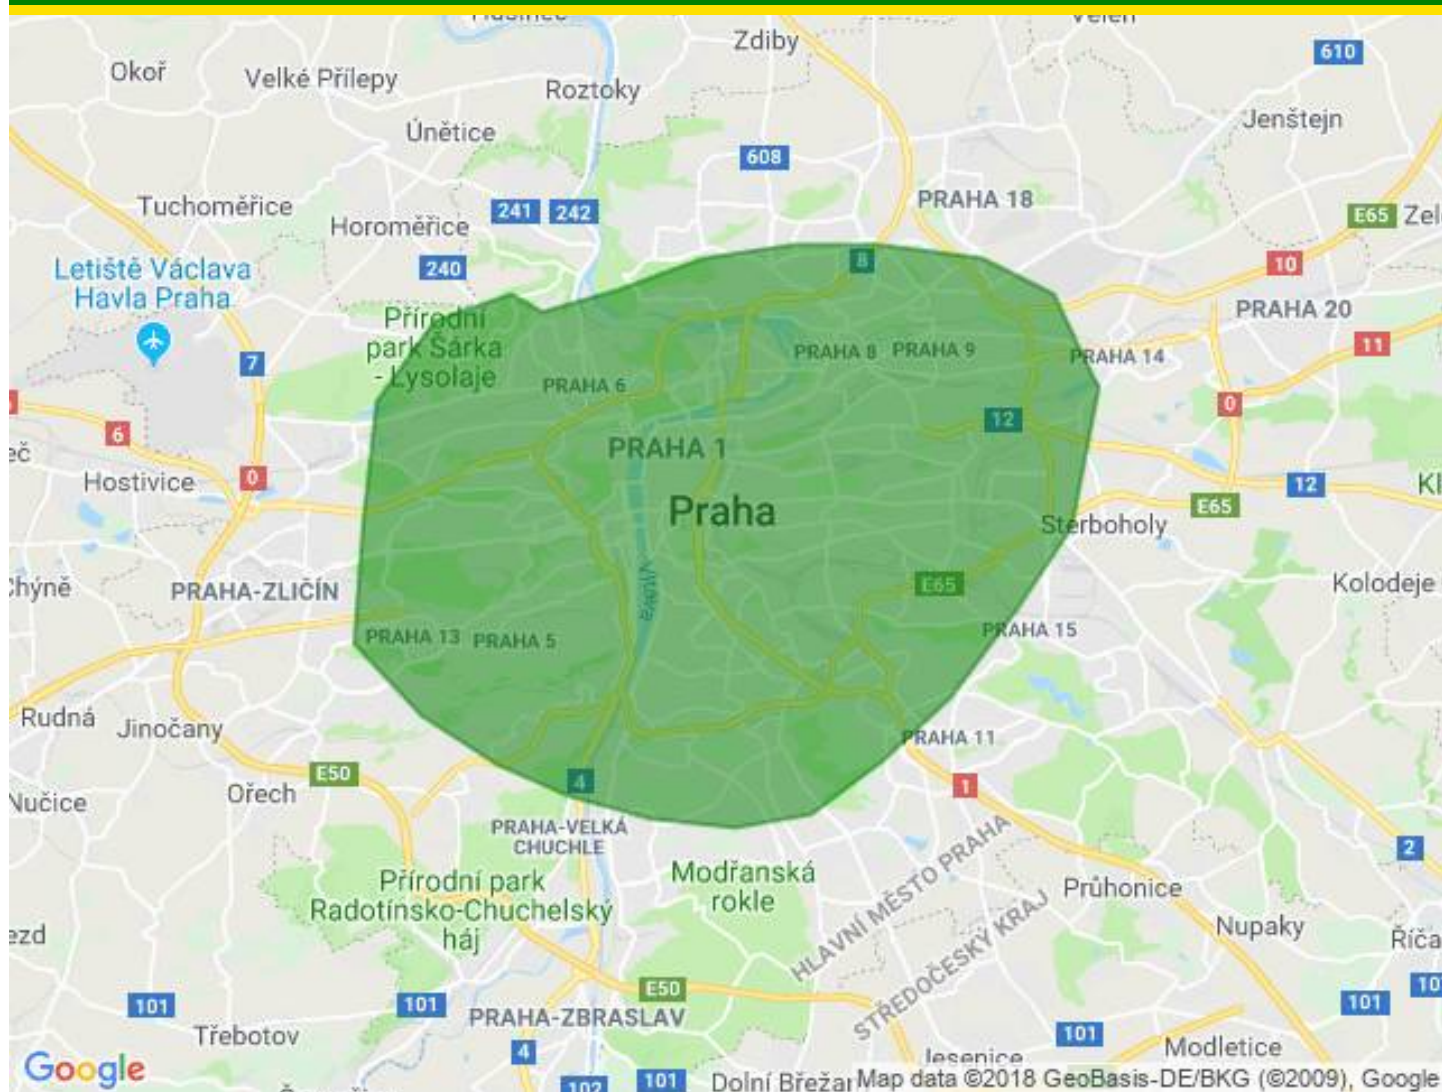 Zdiby
610
Okoř
Velké Přílepy
Roztoky
Jenštejn
Únětice
608
PRAHA 18
Tuchoměřice
241
242
E65
Horoměřice
Letiště Václava
Havla Praha
240
8
10
Přírodní
park Šárka
- Lysolaje
PRAHA 20
7
PRAHA 8
PRAHA 9
PRAHA 14
11
PRAHA 6
0
6
12
PRAHA 1
Hostivice
0
12
E65
Praha
Štěrboholy
PRAHA-ZLIČÍN
Vltava
E65
Kolodeje
PRAHA 13
PRAHA 5
PRAHA 15
Rudná
Jinočany
PRAHA 11
E50
4
1
Ořech
Nučice
PRAHA-VELKÁ
CHUCHLE
2
Přírodní park
Radotínsko-Chuchelský
háj
Modřanská
rokle
HLAVNÍ MĚSTO PRAHA
STŘEDOČESKÝ KRAJ
Průhonice
Nupaky
E50
101
101
PRAHA-ZBRASLAV
101
Třebotov
4
101
Modletice
Jesenice
Google
102
101
Dolní Břežan
Map data ©2018 GeoBasis-DE/BKG (©2009), Google